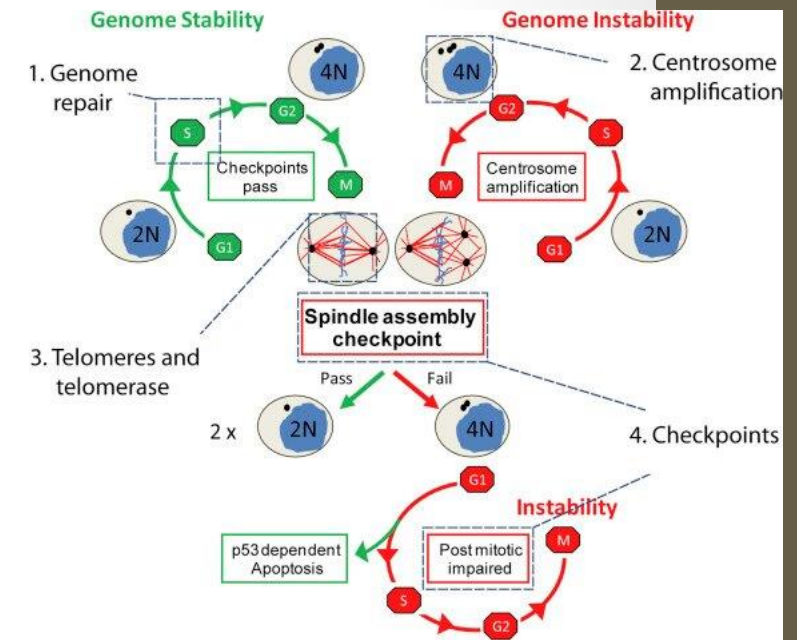 Genome Stability
Genome Instability
1. Genome
repair
4N
4N
2. Centrosome
amplification
G2
G2
S
S
Checkpoints
pass
Centrosome
amplification
M
M
2N
G1
G1
2N
Spindle assembly
checkpoint
3. Telomeres and
telomerase
Pass
Fail
2 x
2N
4N
4. Checkpoints
G1
Instability
p53 dependent
Apoptosis
Post mitotic
impaired
M
S
G2